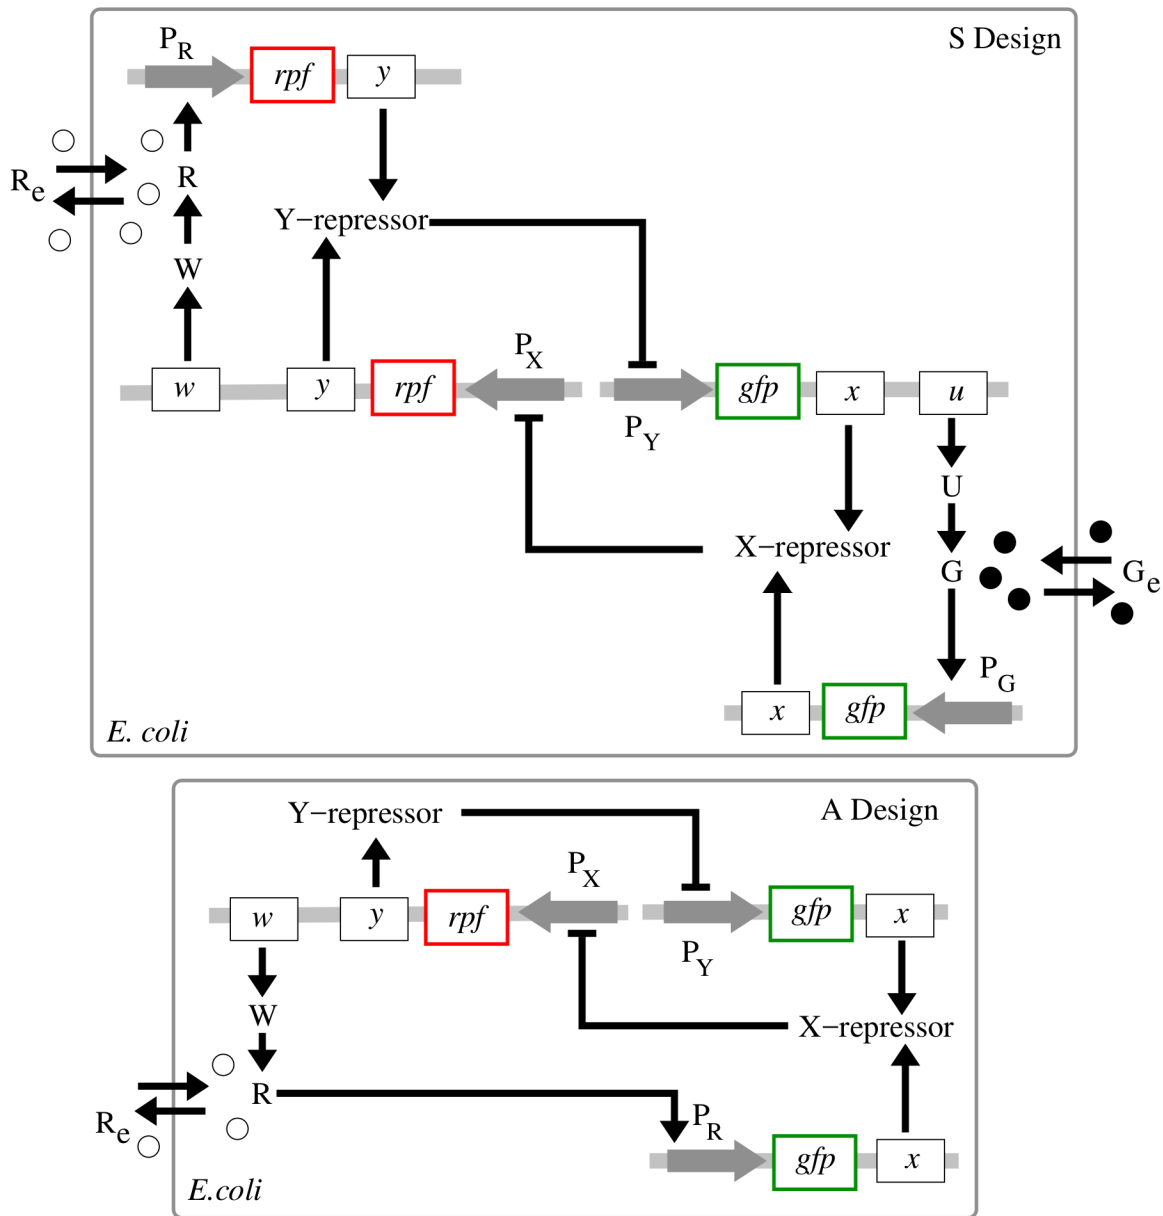 S Design
P_R
rpf
y
R_e
R
Y−repressor
W
P_X
w
y
rpf
gfp
x
u
P_Y
U
X−repressor
G
G_e
P_G
x
gfp
E. coli
A Design
Y−repressor
P_X
w
y
rpf
gfp
x
P_Y
W
X−repressor
R
R_e
P_R
gfp
x
E.coli